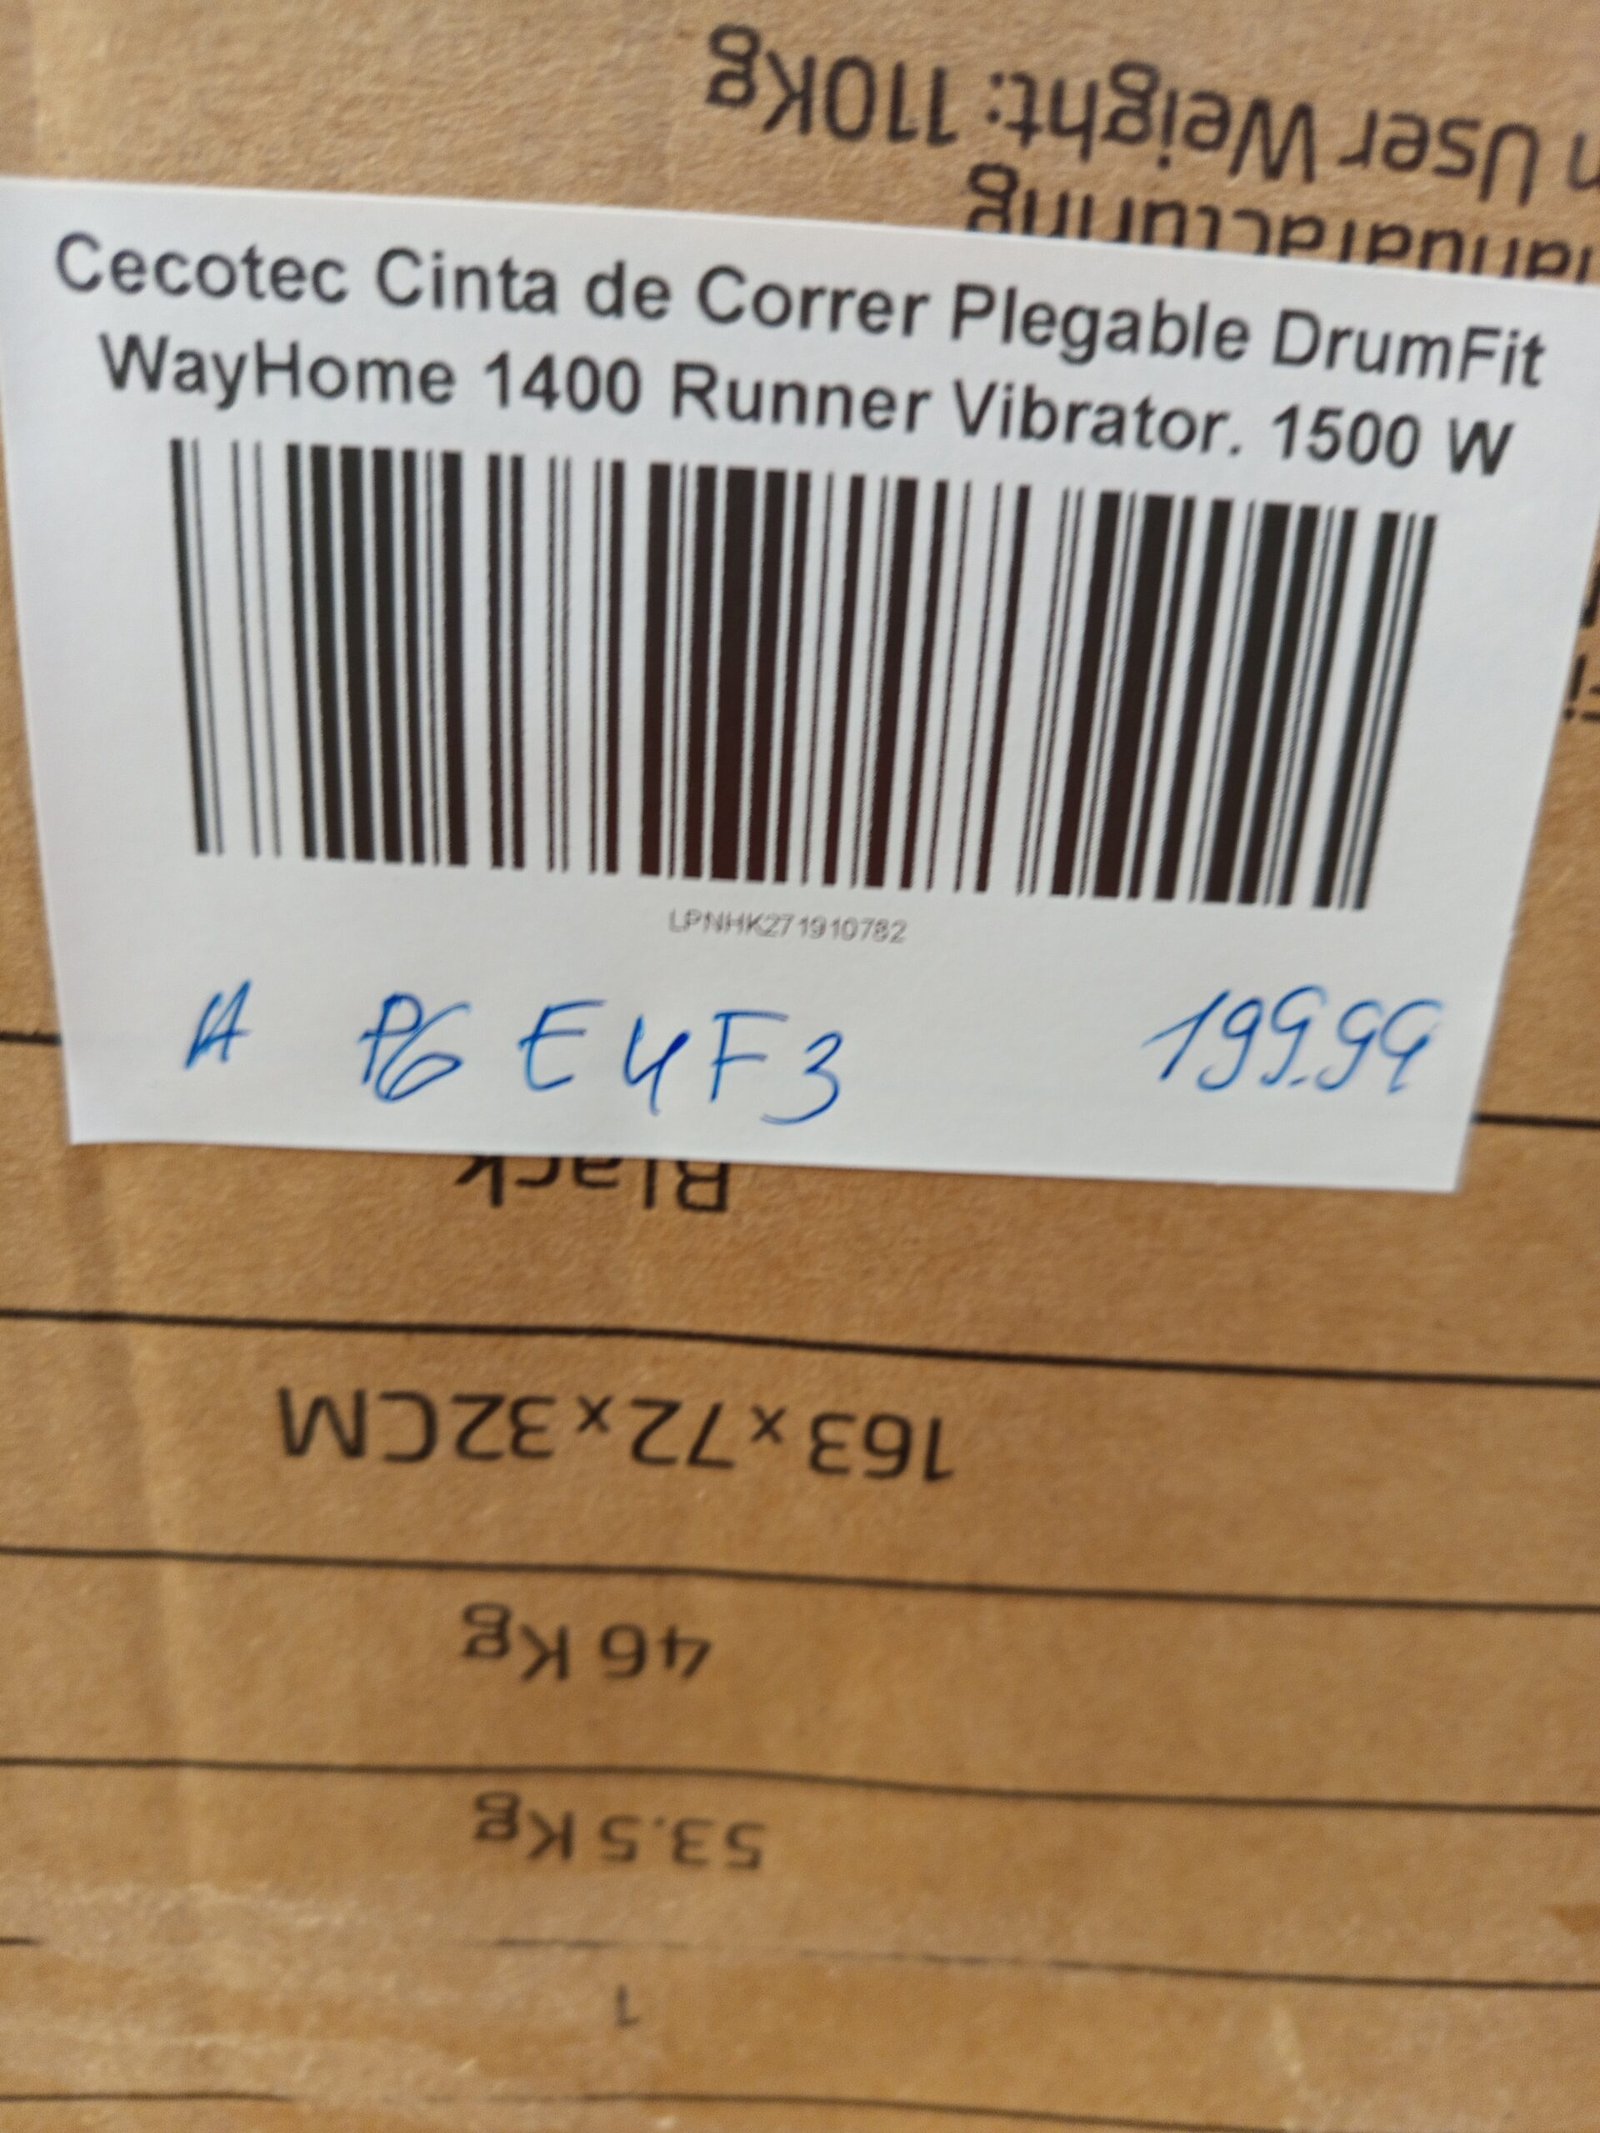 User Weight: 110Kg
Cecotec Cinta de Correr Plegable DrumFit
WayHome 1400 Runner Vibrator. 1500 W
LPNHK271910782
A P6 E4F3 199.99
Black
163x72x32CM
46 Kg
53.5 Kg
1